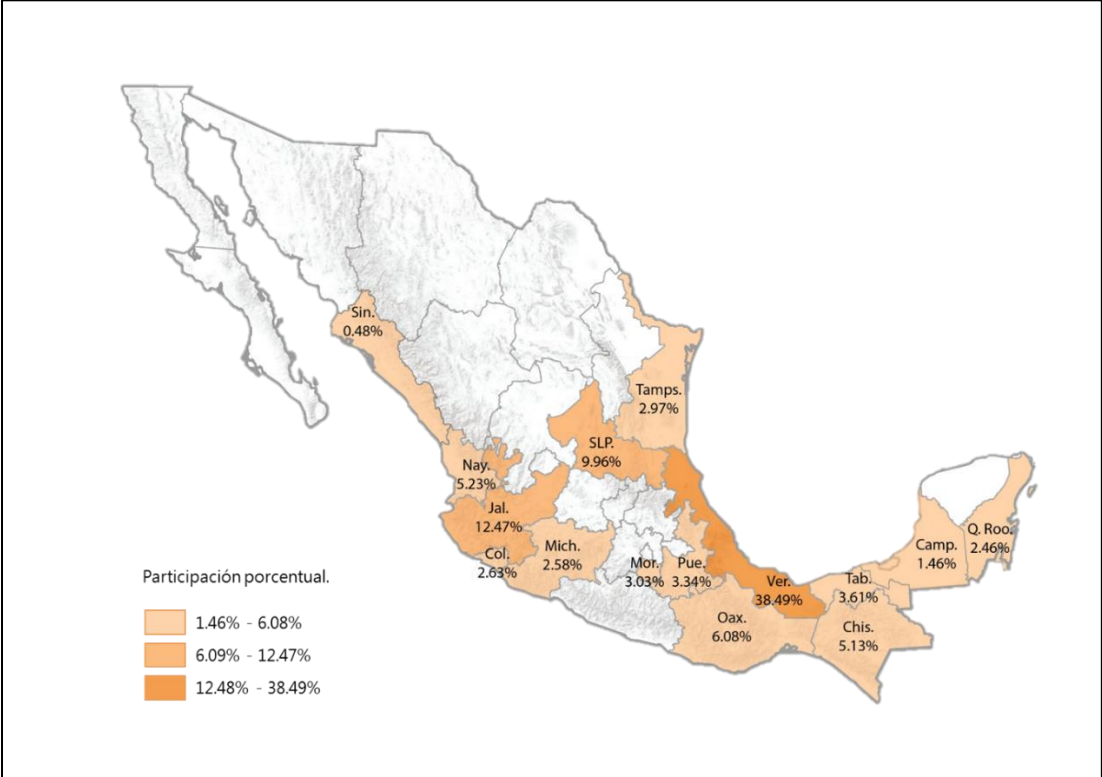 Sin.
0.48%
Tamps.
2.97%
SLP.
9.96%
Nay.
5.23%
Jal.
12.47%
Col.
2.63%
Mich.
2.58%
Mor.
3.03%
Pue.
3.34%
Ver.
38.49%
Oax.
6.08%
Tab.
3.61%
Chis.
5.13%
Camp.
1.46%
Q. Roo.
2.46%
Participación porcentual.
1.46% - 6.08%
6.09% - 12.47%
12.48% - 38.49%